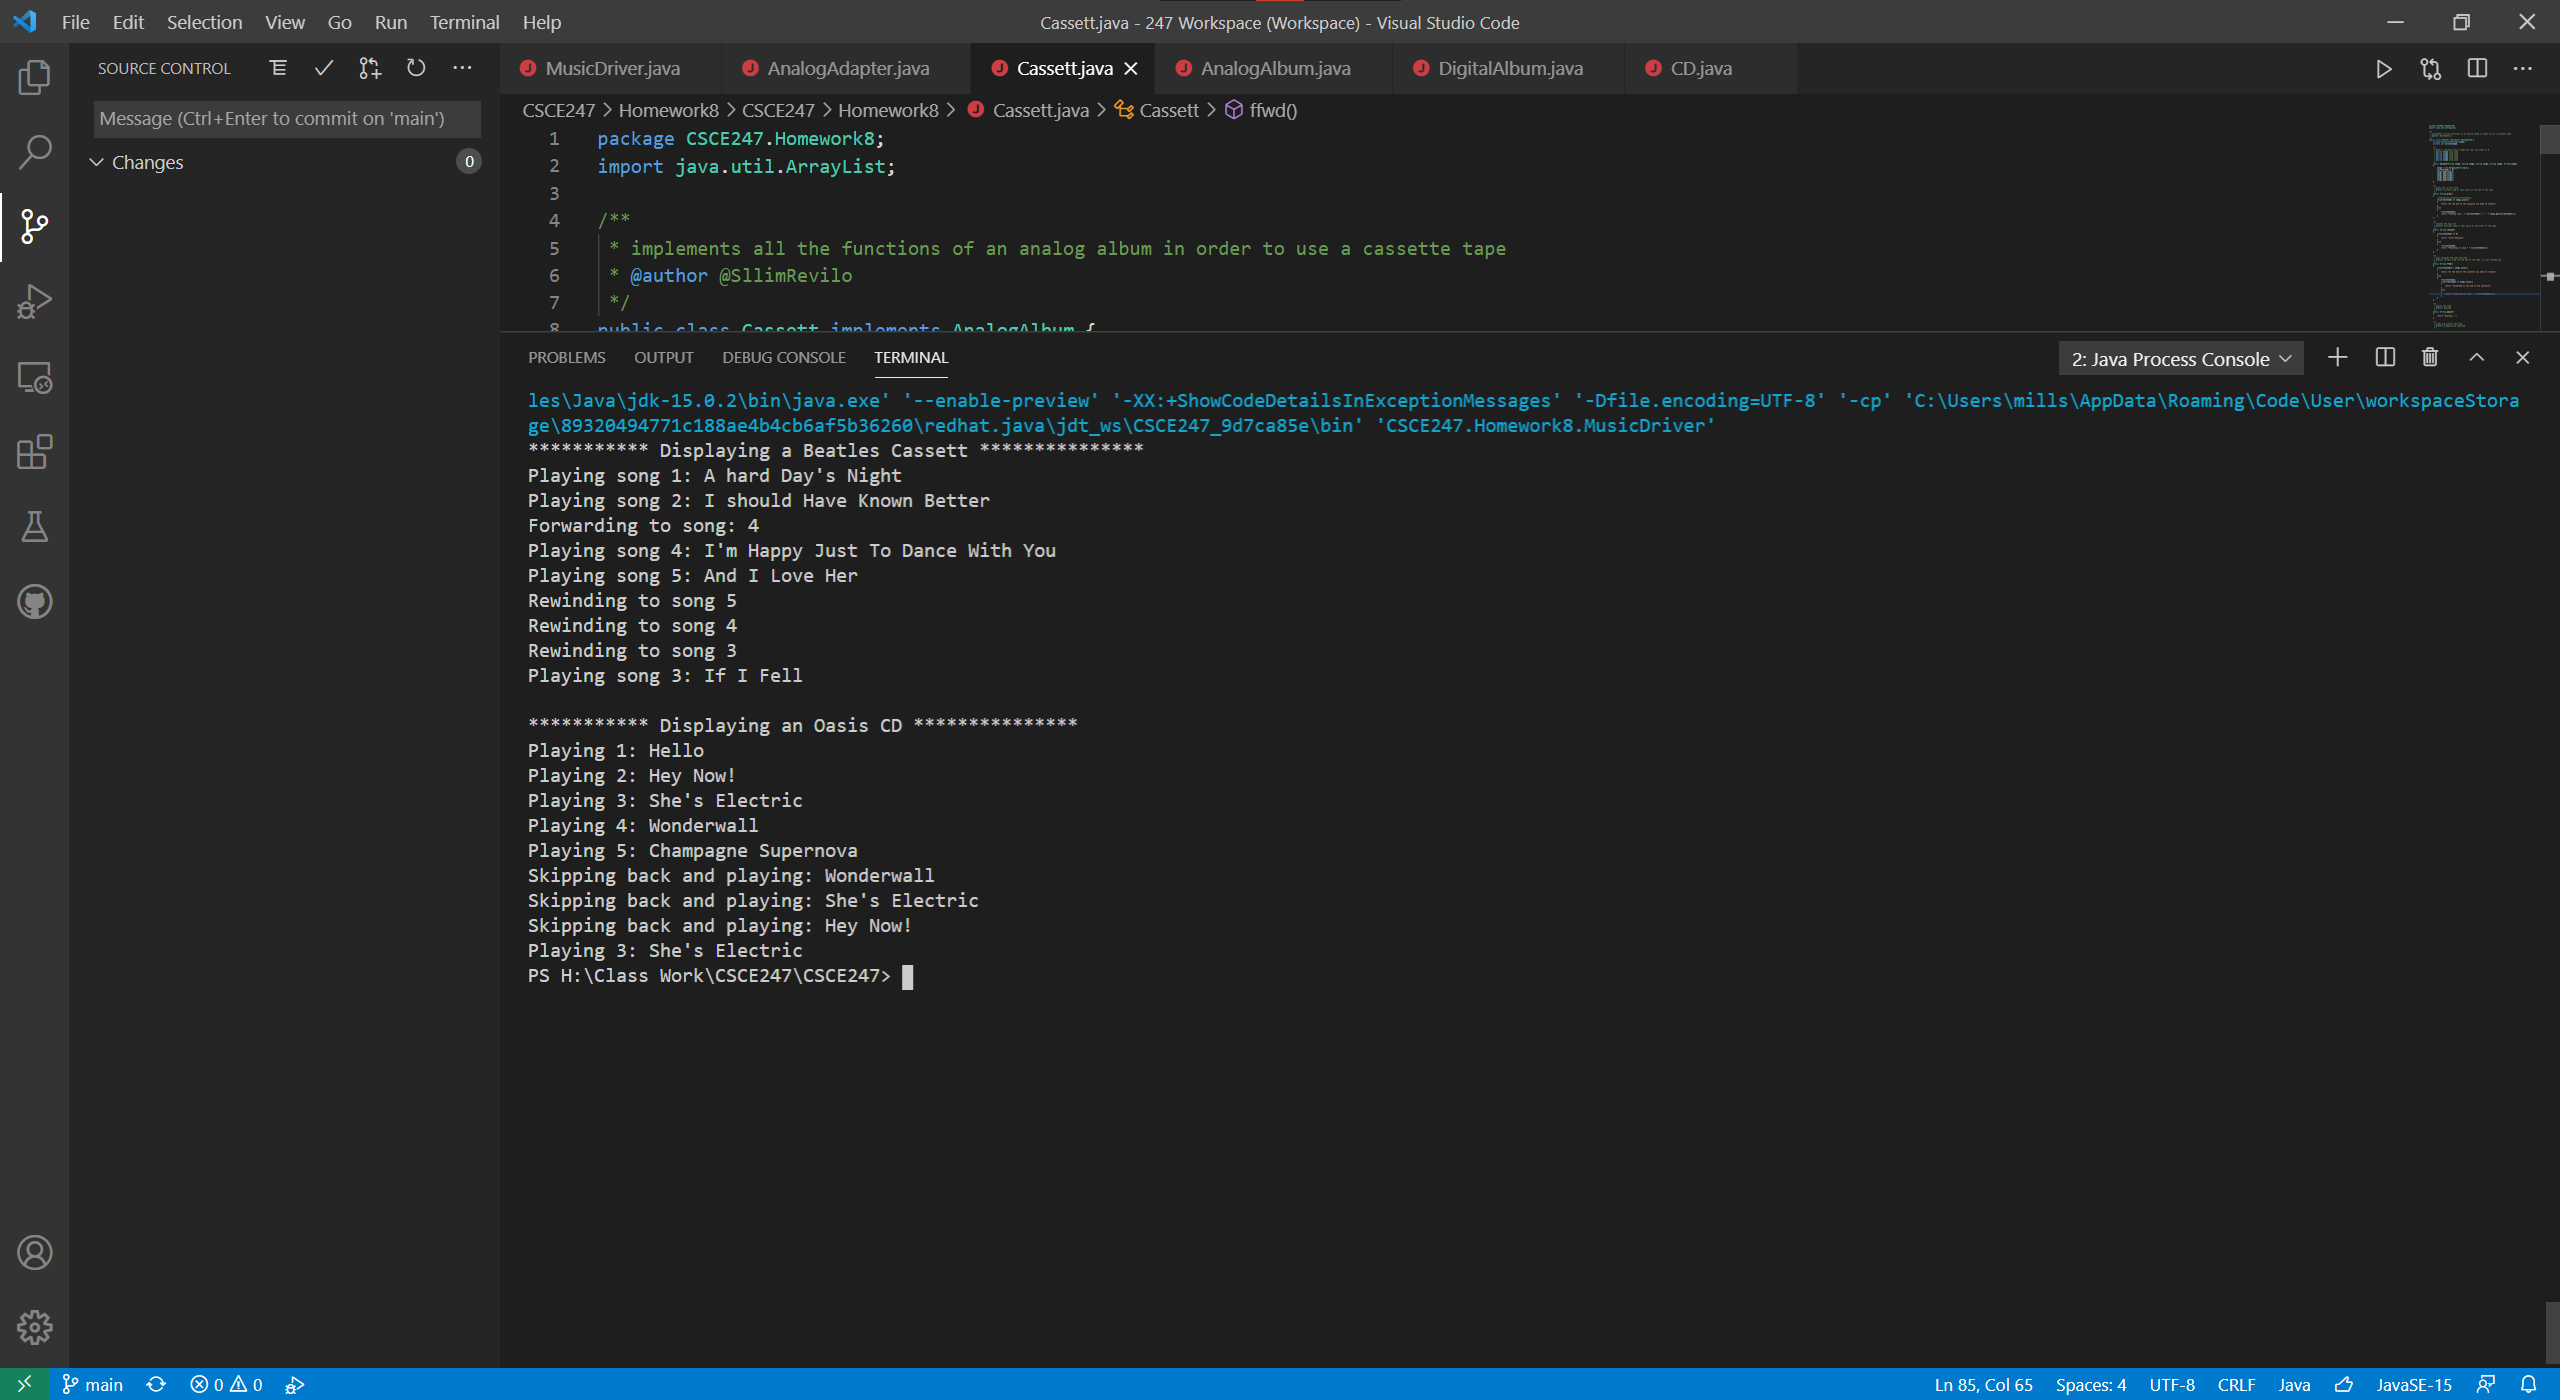 File Edit Selection View Go Run Terminal Help
Cassett.java - 247 Workspace (Workspace) - Visual Studio Code
SOURCE CONTROL
Message (Ctrl+Enter to commit on 'main')
Changes 0
MusicDriver.java AnalogAdapter.java Cassett.java AnalogAlbum.java DigitalAlbum.java CD.java
CSCE247 > Homework8 > CSCE247 > Homework8 > Cassett.java > Cassett > ffwd()
1 package CSCE247.Homework8;
2 import java.util.ArrayList;
3
4 /**
5 * implements all the functions of an analog album in order to use a cassette tape
6 * @author @SllimRevilo
7 */
8 public class Cassett implements AnalogAlbum {
PROBLEMS OUTPUT DEBUG CONSOLE TERMINAL
2: Java Process Console
les\Java\jdk-15.0.2\bin\java.exe' '--enable-preview' '-XX:+ShowCodeDetailsInExceptionMessages' '-Dfile.encoding=UTF-8' '-cp' 'C:\Users\mills\AppData\Roaming\Code\User\workspaceStora
ge\89320494771c188ae4b4cb6af5b36260\redhat.java\jdt_ws\CSCE247_9d7ca85e\bin' 'CSCE247.Homework8.MusicDriver'
*********** Displaying a Beatles Cassett ***************
Playing song 1: A hard Day's Night
Playing song 2: I should Have Known Better
Forwarding to song: 4
Playing song 4: I'm Happy Just To Dance With You
Playing song 5: And I Love Her
Rewinding to song 5
Rewinding to song 4
Rewinding to song 3
Playing song 3: If I Fell
*********** Displaying an Oasis CD ***************
Playing 1: Hello
Playing 2: Hey Now!
Playing 3: She's Electric
Playing 4: Wonderwall
Playing 5: Champagne Supernova
Skipping back and playing: Wonderwall
Skipping back and playing: She's Electric
Skipping back and playing: Hey Now!
Playing 3: She's Electric
PS H:\Class Work\CSCE247\CSCE247>
main 0 0
Ln 85, Col 65 Spaces: 4 UTF-8 CRLF Java JavaSE-15